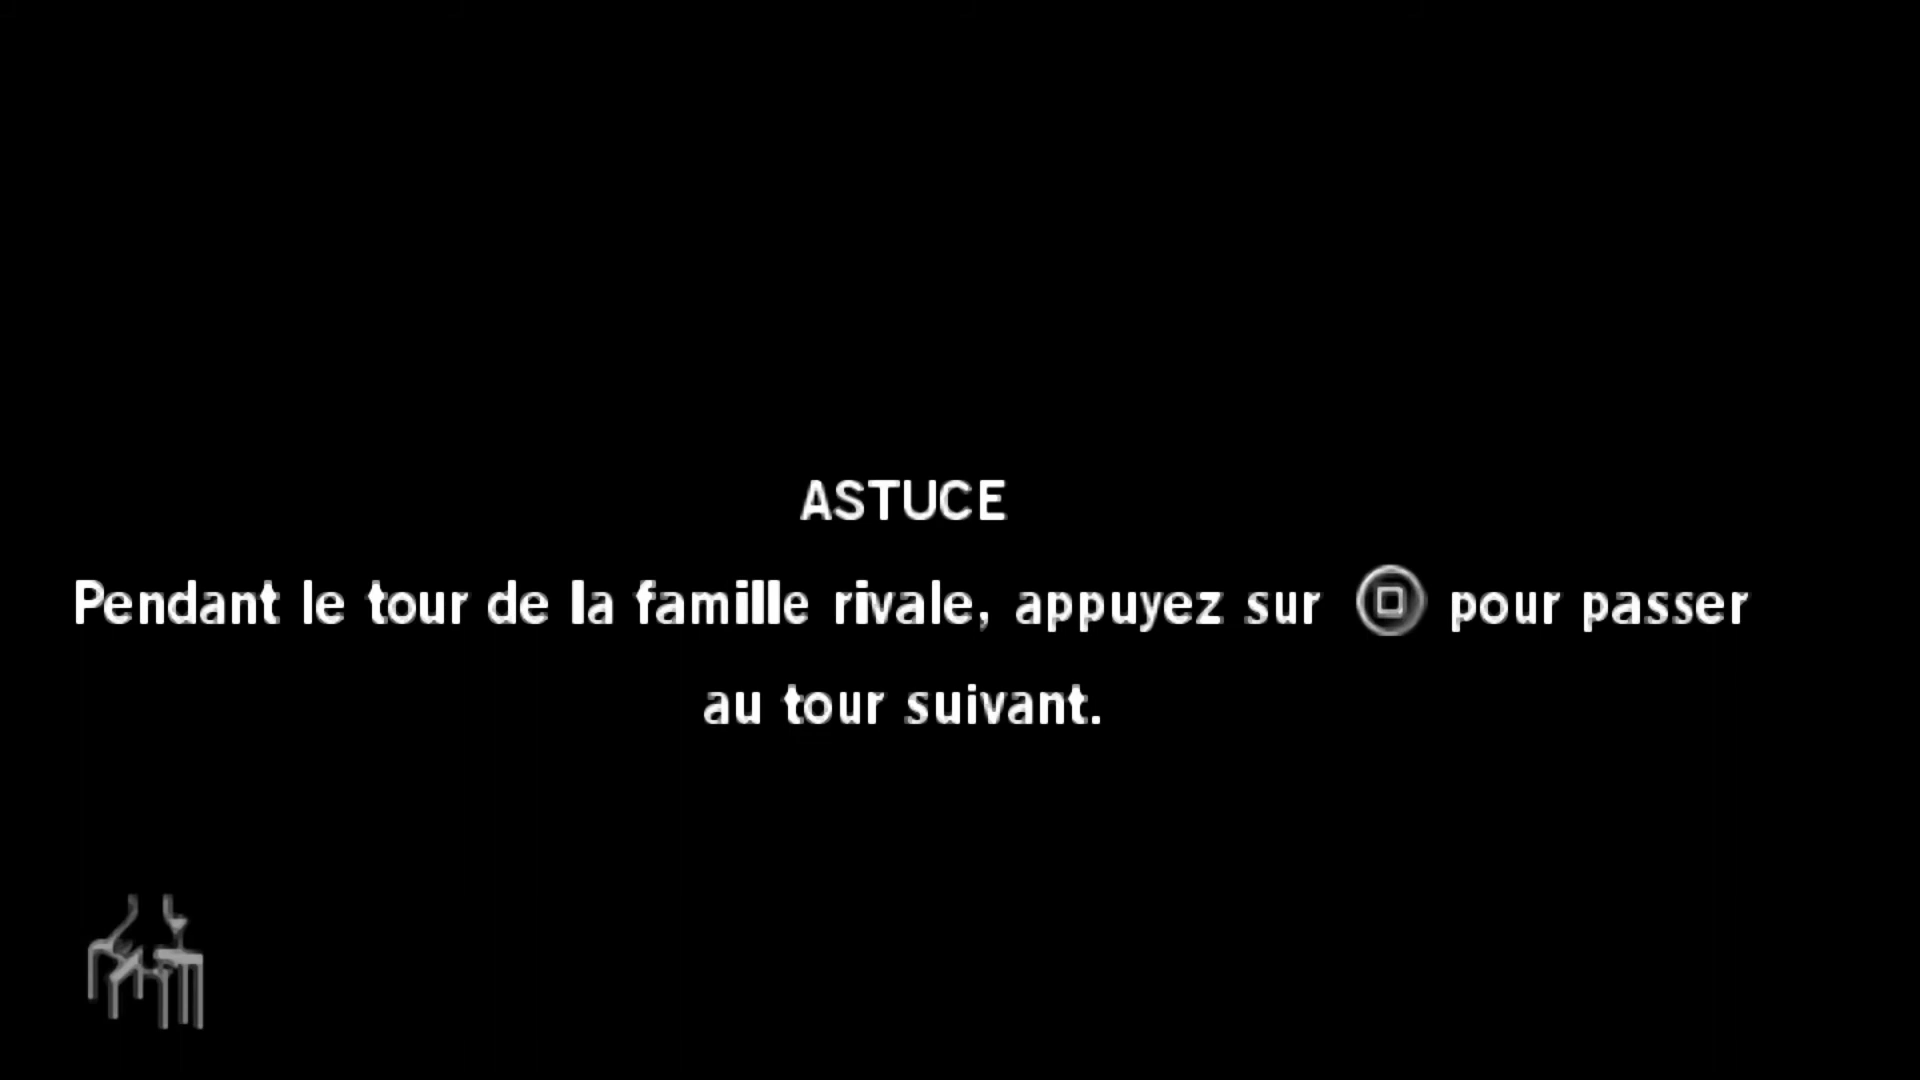 ASTUCE
Pendant le tour de la famille rivale, appuyez sur pour passer
au tour suivant.